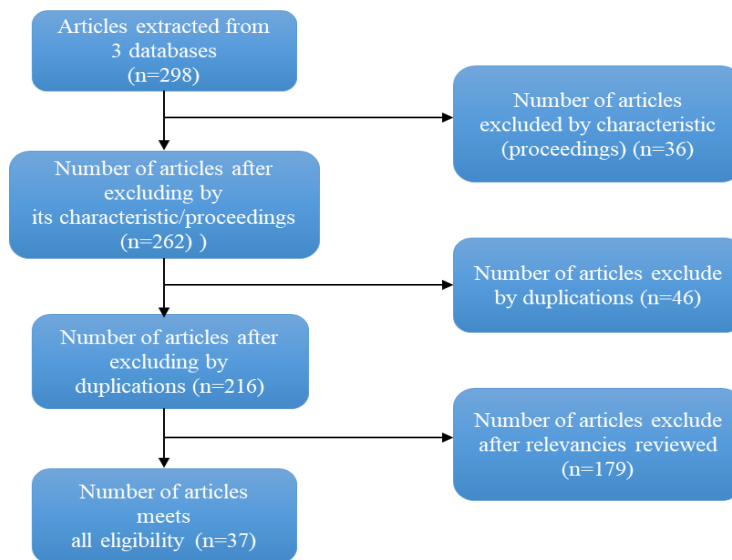 Articles extracted from
3 databases
(n=298)
Number of articles
excluded by characteristic
(proceedings) (n=36)
Number of articles after
excluding by
its characteristic/proceedings
(n=262) )
Number of articles exclude
by duplications (n=46)
Number of articles after
excluding by
duplications (n=216)
Number of articles exclude
after relevancies reviewed
(n=179)
Number of articles
meets
all eligibility (n=37)